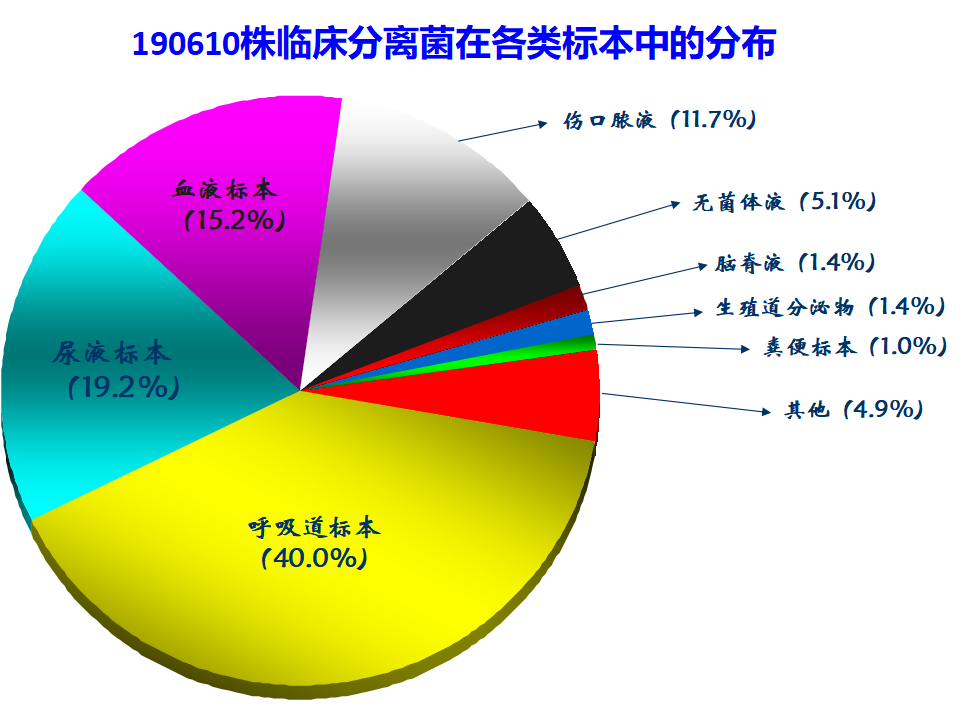 190610株临床分离菌在各类标本中的分布
伤口脓液 (11.7%)
血液标本
(15.2%)
无菌体液 (5.1%)
脑脊液 (1.4%)
生殖道分泌物 (1.4%)
粪便标本 (1.0%)
尿液标本
(19.2%)
其他 (4.9%)
呼吸道标本
(40.0%)